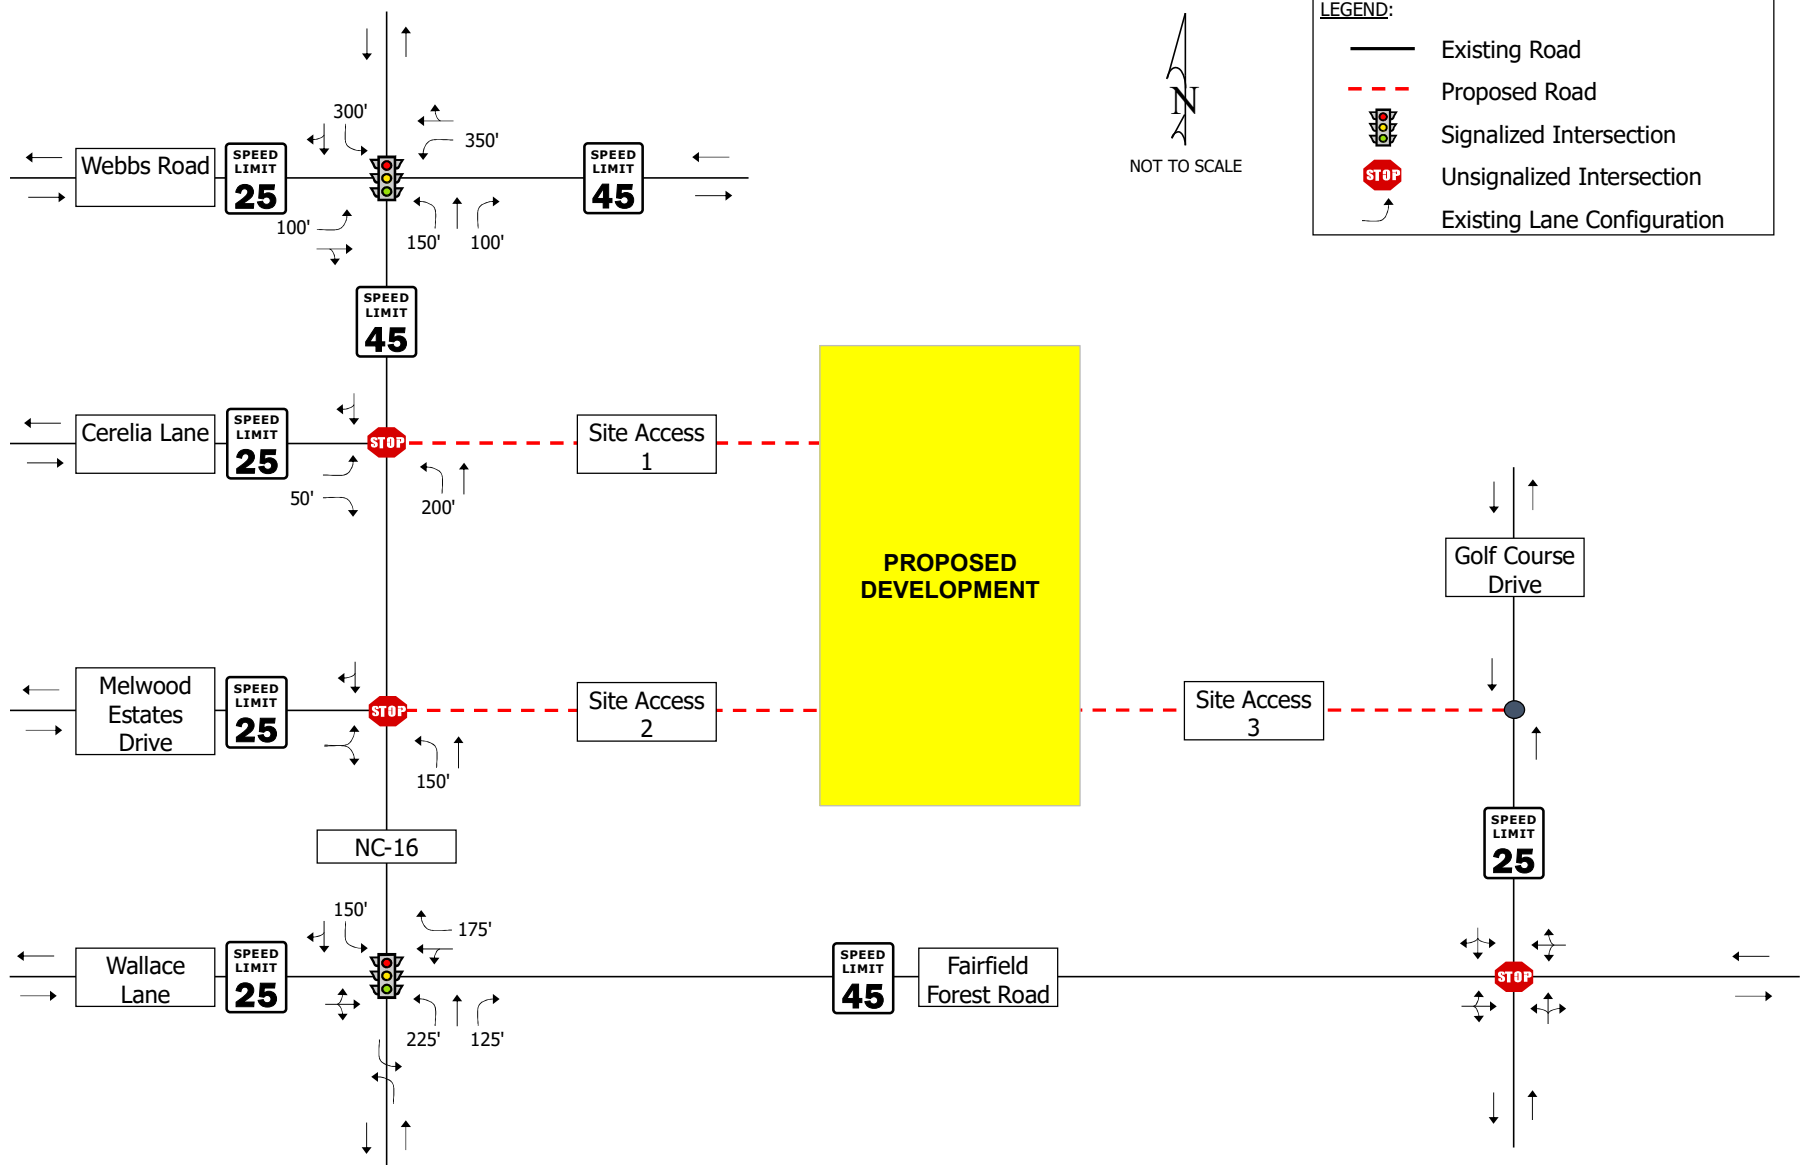 LEGEND:
Existing Road
Proposed Road
Signalized Intersection
STOP
Unsignalized Intersection
Existing Lane Configuration
N
NOT TO SCALE
300'
350'
Webbs Road
SPEED
LIMIT
25
SPEED
LIMIT
45
100'
150'
100'
SPEED
LIMIT
45
Cerelia Lane
SPEED
LIMIT
25
STOP
Site Access
1
50'
200'
PROPOSED
DEVELOPMENT
Golf Course
Drive
Melwood
Estates
Drive
SPEED
LIMIT
25
STOP
Site Access
2
Site Access
3
150'
NC-16
SPEED
LIMIT
25
150'
175'
Wallace
Lane
SPEED
LIMIT
25
SPEED
LIMIT
45
Fairfield
Forest Road
STOP
225'
125'